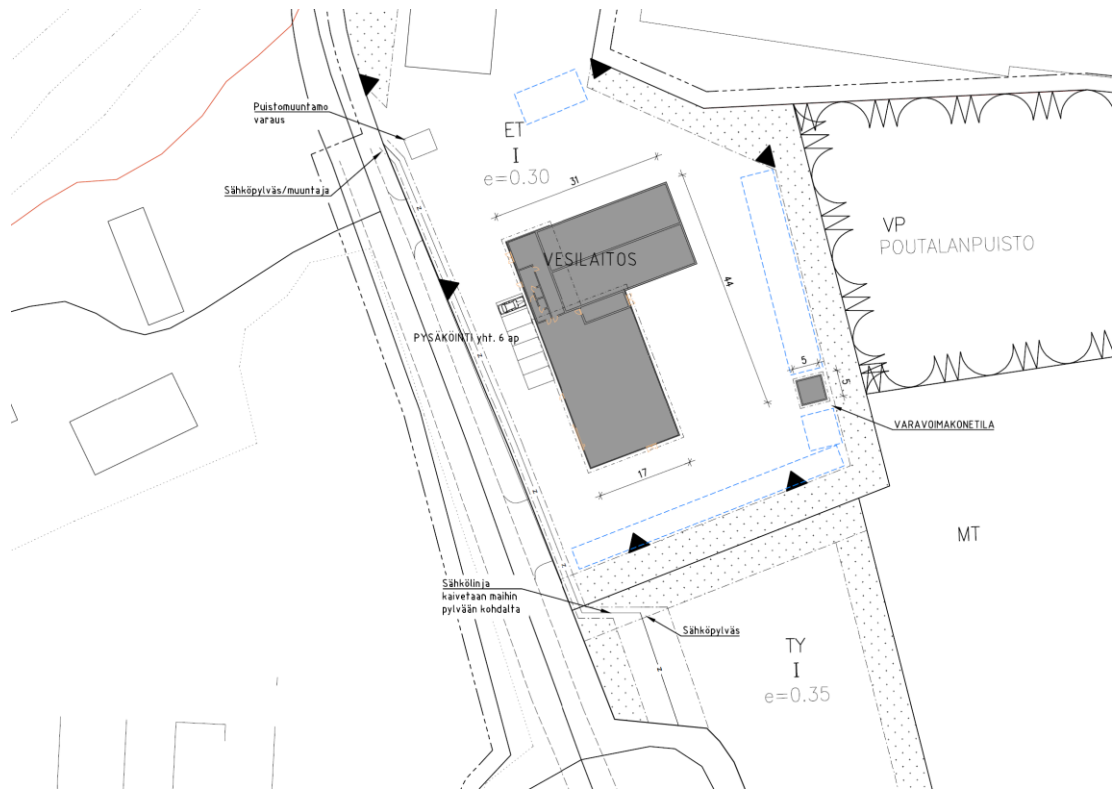 Puistomuuntamo
varaus
Sähköpylväs/muuntaja
ET
I
e=0.30
31
VESILAITOS
44
PYSÄKÖINTI yht. 6 ap
17
5
5
VARAVOIMAKONETILA
VP
POUTALANPUISTO
MT
Sähkölinja
kaivetaan maihin
pylvään kohdalta
Sähköpylväs
TY
I
e=0.35
z
z
z
z
z
z